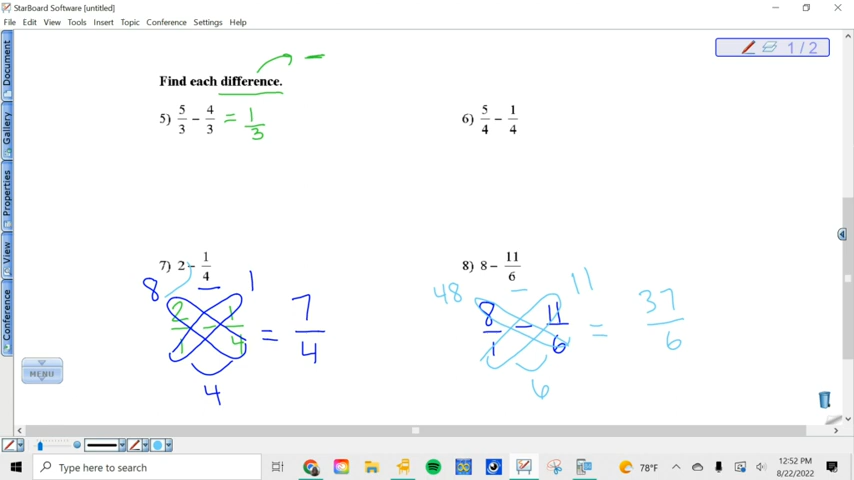 StarBoard Software [untitled]
File Edit View Tools Insert Topic Conference Settings Help
1 / 2
Document
Gallery
Properties
View
Conference
MENU
Find each difference. −
5) 5/3 − 4/3 = 1/3
6) 5/4 − 1/4
7) 2 − 1/4
8 − 1
2/1 − 1/4 = 7/4
4
8) 8 − 11/6
48 − 11
8/1 − 11/6 = 37/6
6
Type here to search
78°F
12:52 PM
8/22/2022